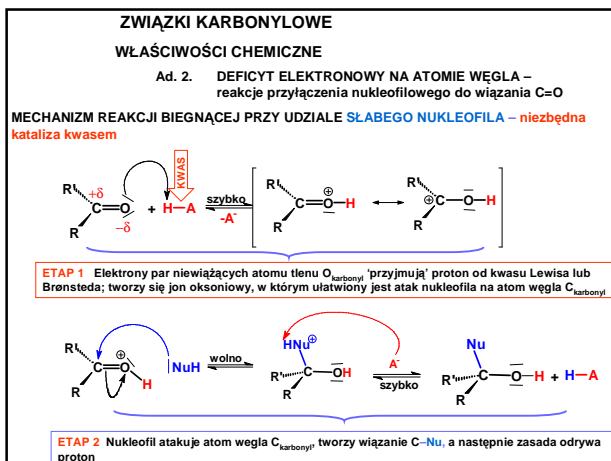 ZWIĄZKI KARBONYLOWE
WŁAŚCIWOŚCI CHEMICZNE
Ad. 2. DEFICYT ELEKTRONOWY NA ATOMIE WĘGLA –
reakcje przyłączenia nukleofilowego do wiązania C=O
MECHANIZM REAKCJI BIEGNĄCEJ PRZY UDZIALE SŁABEGO NUKLEOFILA – niezbędna
kataliza kwasem
KWAS
R' +δ C=O −δ R + H–A szybko -A⁻ R' C=O–H ⊕ R R' C–O–H ⊕ R
ETAP 1 Elektrony par niewiążących atomu tlenu Okarbonyl 'przyjmują' proton od kwasu Lewisa lub
Brønsteda; tworzy się jon oksoniowy, w którym ułatwiony jest atak nukleofila na atom węgla Ckarbonyl
R' C=O ⊕ H R |NuH wolno HNu⊕ R' C OH R A⁻ szybko Nu R' C O–H R + H–A
ETAP 2 Nukleofil atakuje atom wegla Ckarbonyl, tworzy wiązanie C–Nu, a następnie zasada odrywa
proton